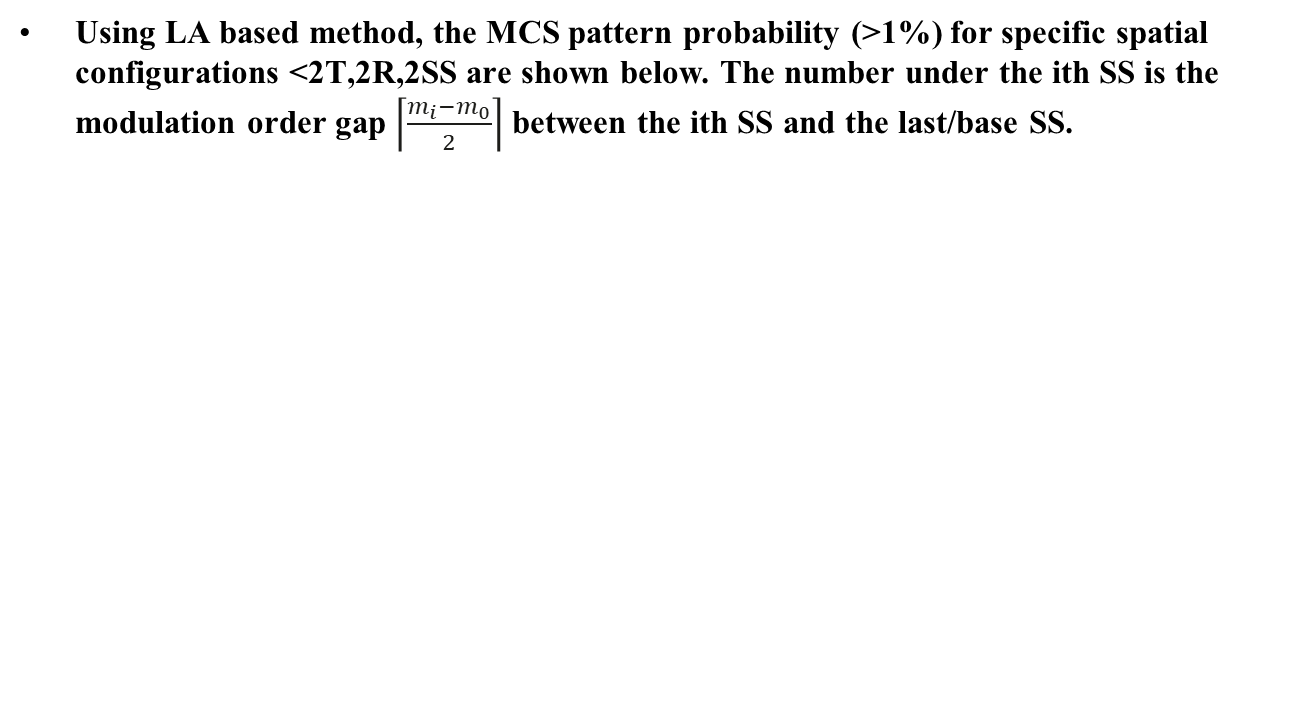 • Using LA based method, the MCS pattern probability (>1%) for specific spatial
configurations <2T,2R,2SS are shown below. The number under the ith SS is the
modulation order gap ⌈(mᵢ−m₀)/2⌉ between the ith SS and the last/base SS.